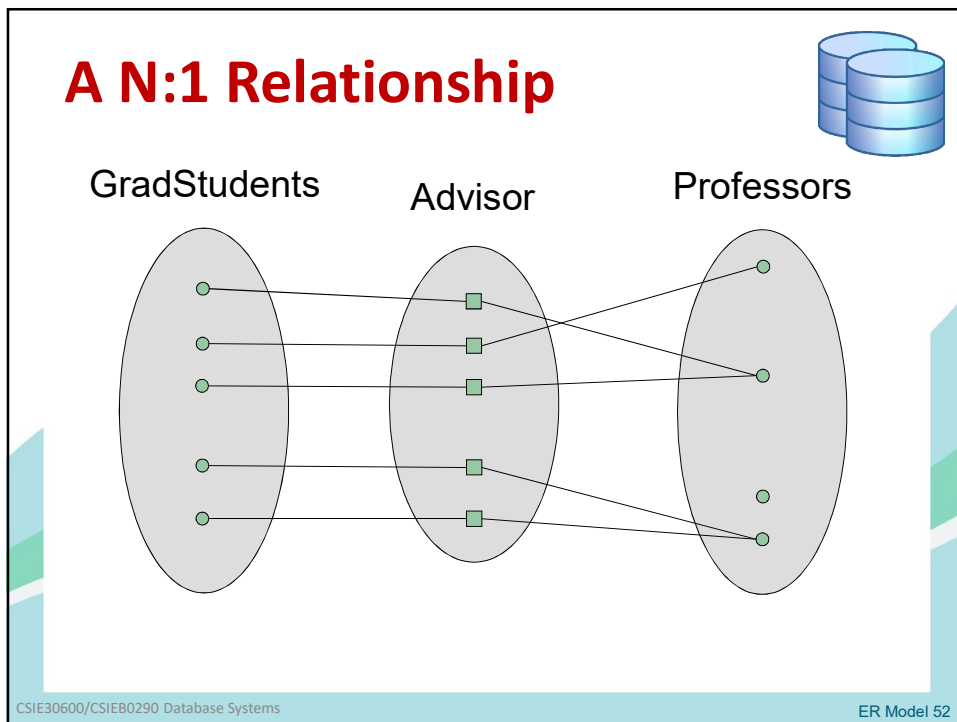 A N:1 Relationship
GradStudents
Advisor
Professors
CSIE30600/CSIEB0290 Database Systems
ER Model 52